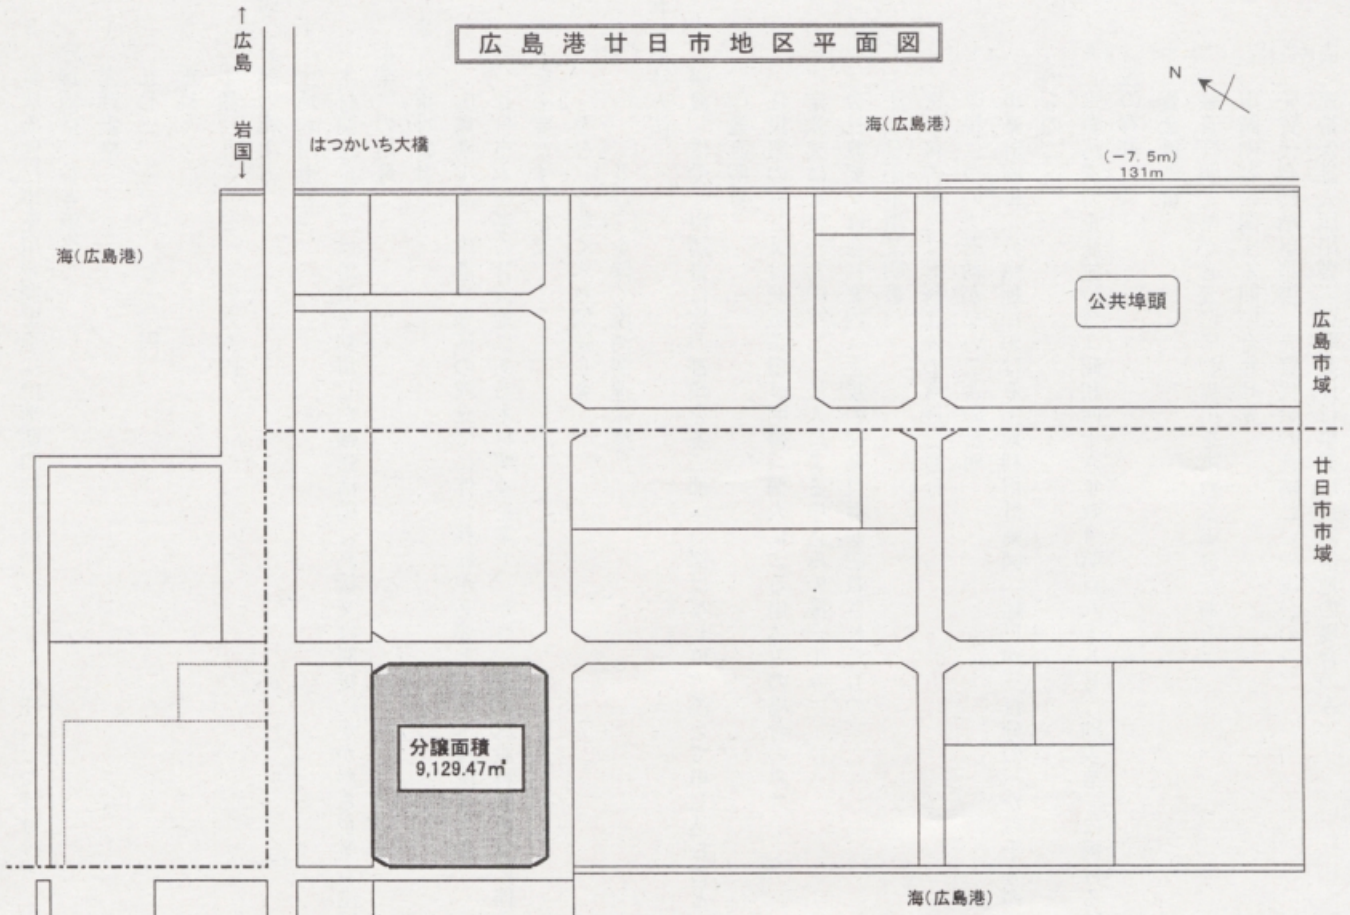 広島港廿日市地区平面図
↑広島
岩国↓
はつかいち大橋
N
海(広島港)
(-7.5m)
131m
海(広島港)
公共埠頭
広島市域
廿日市市域
分譲面積
9,129.47㎡
海(広島港)